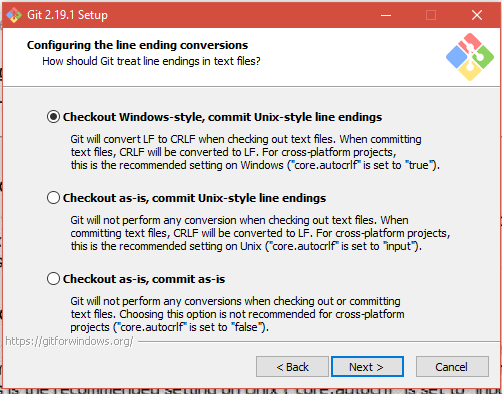 Git 2.19.1 Setup
Configuring the line ending conversions
How should Git treat line endings in text files?
Checkout Windows-style, commit Unix-style line endings
Git will convert LF to CRLF when checking out text files. When committing
text files, CRLF will be converted to LF. For cross-platform projects,
this is the recommended setting on Windows ("core.autocrlf" is set to "true").
Checkout as-is, commit Unix-style line endings
Git will not perform any conversion when checking out text files. When
committing text files, CRLF will be converted to LF. For cross-platform projects,
this is the recommended setting on Unix ("core.autocrlf" is set to "input").
Checkout as-is, commit as-is
Git will not perform any conversions when checking out or committing
text files. Choosing this option is not recommended for cross-platform
projects ("core.autocrlf" is set to "false").
https://gitforwindows.org/
< Back Next > Cancel